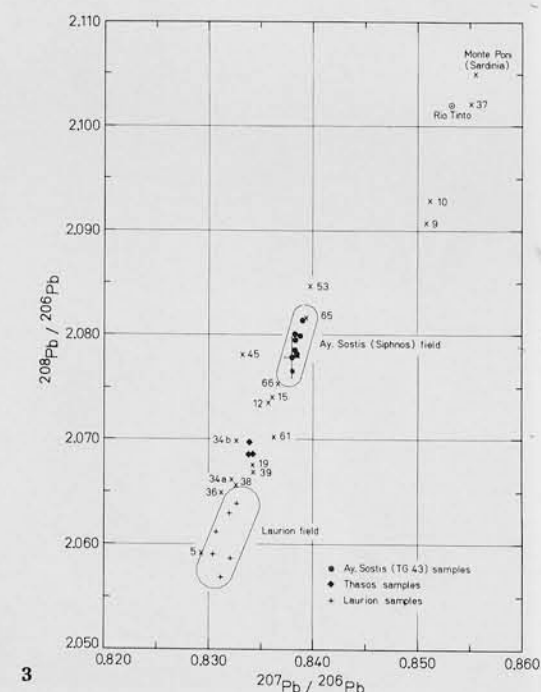 2,110
Monte Poni
(Sardinia)
37
Rio Tinto
2,100
10
9
2,090
53
65
2,080
45
Ay. Sostis (Siphnos) field
66
15
12
2,070
34b
61
19
39
34a
38
36
Laurion field
2,060
5
Ay. Sostis (TG 43) samples
Thasos samples
Laurion samples
2,050
0.820
0.830
0.840
0.850
0.860
208Pb / 206Pb
207Pb / 206Pb
3